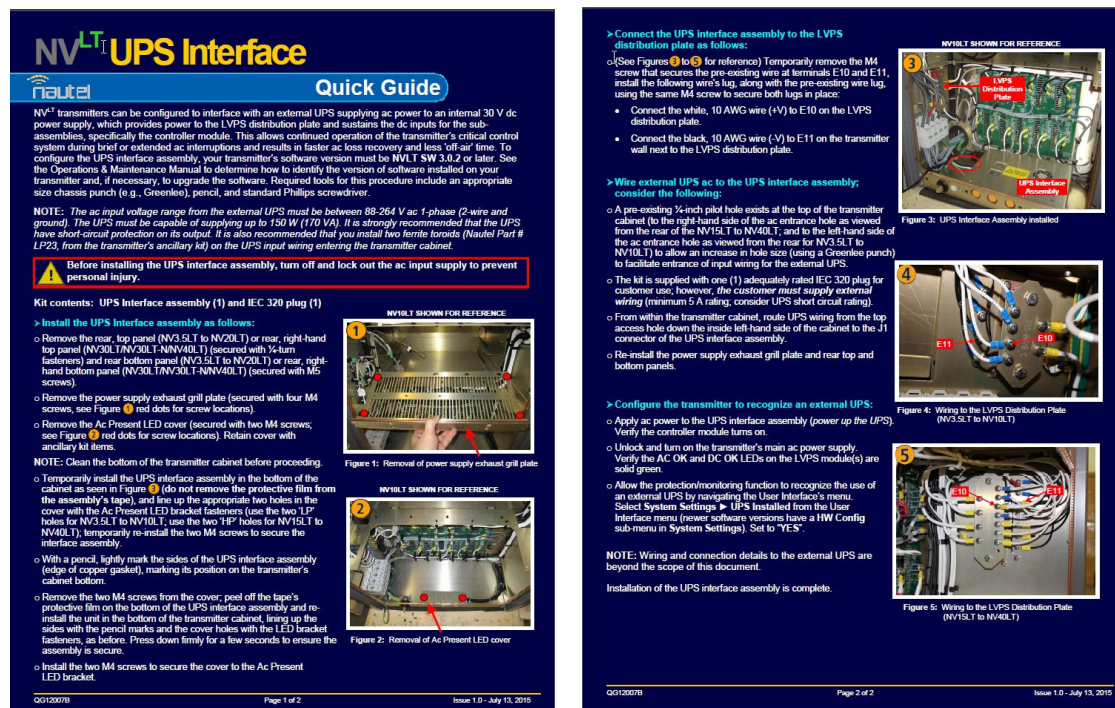 NVLT UPS Interface
nautel
Quick Guide
NVLT transmitters can be configured to interface with an external UPS supplying ac power to an internal 30 V dc
power supply, which provides power to the LVPS distribution plate and sustains the dc inputs for the sub-
assemblies, specifically the controller module. This allows continued operation of the transmitter's critical control
system during brief or extended ac interruptions and results in faster ac loss recovery and less 'off-air' time. To
configure the UPS interface assembly, your transmitter's software version must be NVLT SW 3.0.2 or later. See
the Operations & Maintenance Manual to determine how to identify the version of software installed on your
transmitter and, if necessary, to upgrade the software. Required tools for this procedure include an appropriate
size chassis punch (e.g., Greenlee), pencil, and standard Phillips screwdriver.
NOTE: The ac input voltage range from the external UPS must be between 88-264 V ac 1-phase (2-wire and
ground). The UPS must be capable of supplying up to 150 W (170 VA). It is strongly recommended that the UPS
have short-circuit protection on its output. It is also recommended that you install two ferrite toroids (Nautel Part #
LP23, from the transmitter's ancillary kit) on the UPS input wiring entering the transmitter cabinet.
Before installing the UPS interface assembly, turn off and lock out the ac input supply to prevent
personal injury.
Kit contents: UPS Interface assembly (1) and IEC 320 plug (1)
➢Install the UPS Interface assembly as follows:
o Remove the rear, top panel (NV3.5LT to NV20LT) or rear, right-hand
top panel (NV30LT/NV30LT-N/NV40LT) (secured with ¼-turn
fasteners) and rear bottom panel (NV3.5LT to NV20LT) or rear, right-
hand bottom panel (NV30LT/NV30LT-N/NV40LT) (secured with M5
screws).
o Remove the power supply exhaust grill plate (secured with four M4
screws, see Figure 1 red dots for screw locations).
o Remove the Ac Present LED cover (secured with two M4 screws;
see Figure 2 red dots for screw locations). Retain cover with
ancillary kit items.
NOTE: Clean the bottom of the transmitter cabinet before proceeding.
o Temporarily install the UPS interface assembly in the bottom of the
cabinet as seen in Figure 3 (do not remove the protective film from
the assembly's tape), and line up the appropriate two holes in the
cover with the Ac Present LED bracket fasteners (use the two 'LP'
holes for NV3.5LT to NV10LT; use the two 'HP' holes for NV15LT to
NV40LT); temporarily re-install the two M4 screws to secure the
interface assembly.
o With a pencil, lightly mark the sides of the UPS interface assembly
(edge of copper gasket), marking its position on the transmitter's
cabinet bottom.
o Remove the two M4 screws from the cover; peel off the tape's
protective film on the bottom of the UPS interface assembly and re-
install the unit in the bottom of the transmitter cabinet, lining up the
sides with the pencil marks and the cover holes with the LED bracket
fasteners, as before. Press down firmly for a few seconds to ensure the
assembly is secure.
o Install the two M4 screws to secure the cover to the Ac Present
LED bracket.
NV10LT SHOWN FOR REFERENCE
1
Figure 1: Removal of power supply exhaust grill plate
NV10LT SHOWN FOR REFERENCE
2
Figure 2: Removal of Ac Present LED cover
QG12007B
Page 1 of 2
Issue 1.0 - July 13, 2015
➢Connect the UPS interface assembly to the LVPS
distribution plate as follows:
o (See Figures 3 to 5 for reference) Temporarily remove the M4
screw that secures the pre-existing wire at terminals E10 and E11,
install the following wire's lug, along with the pre-existing wire lug,
using the same M4 screw to secure both lugs in place:
• Connect the white, 10 AWG wire (+V) to E10 on the LVPS
distribution plate.
• Connect the black, 10 AWG wire (-V) to E11 on the transmitter
wall next to the LVPS distribution plate.
➢Wire external UPS ac to the UPS interface assembly;
consider the following:
o A pre-existing ¼-inch pilot hole exists at the top of the transmitter
cabinet (to the right-hand side of the ac entrance hole as viewed
from the rear of the NV15LT to NV40LT; and to the left-hand side of
the ac entrance hole as viewed from the rear for NV3.5LT to
NV10LT) to allow an increase in hole size (using a Greenlee punch)
to facilitate entrance of input wiring for the external UPS.
o The kit is supplied with one (1) adequately rated IEC 320 plug for
customer use; however, the customer must supply external
wiring (minimum 5 A rating; consider UPS short circuit rating).
o From within the transmitter cabinet, route UPS wiring from the top
access hole down the inside left-hand side of the cabinet to the J1
connector of the UPS interface assembly.
o Re-install the power supply exhaust grill plate and rear top and
bottom panels.
➢Configure the transmitter to recognize an external UPS:
o Apply ac power to the UPS interface assembly (power up the UPS).
Verify the controller module turns on.
o Unlock and turn on the transmitter's main ac power supply.
Verify the AC OK and DC OK LEDs on the LVPS module(s) are
solid green.
o Allow the protection/monitoring function to recognize the use of
an external UPS by navigating the User Interface's menu.
Select System Settings ► UPS Installed from the User
Interface menu (newer software versions have a HW Config
sub-menu in System Settings). Set to "YES".
NOTE: Wiring and connection details to the external UPS are
beyond the scope of this document.
Installation of the UPS interface assembly is complete.
NV10LT SHOWN FOR REFERENCE
3
LVPS
Distribution
Plate
UPS Interface
Assembly
Figure 3: UPS Interface Assembly installed
4
E11
E10
Figure 4: Wiring to the LVPS Distribution Plate
(NV3.5LT to NV10LT)
5
E10
E11
Figure 5: Wiring to the LVPS Distribution Plate
(NV15LT to NV40LT)
QG12007B
Page 2 of 2
Issue 1.0 - July 13, 2015